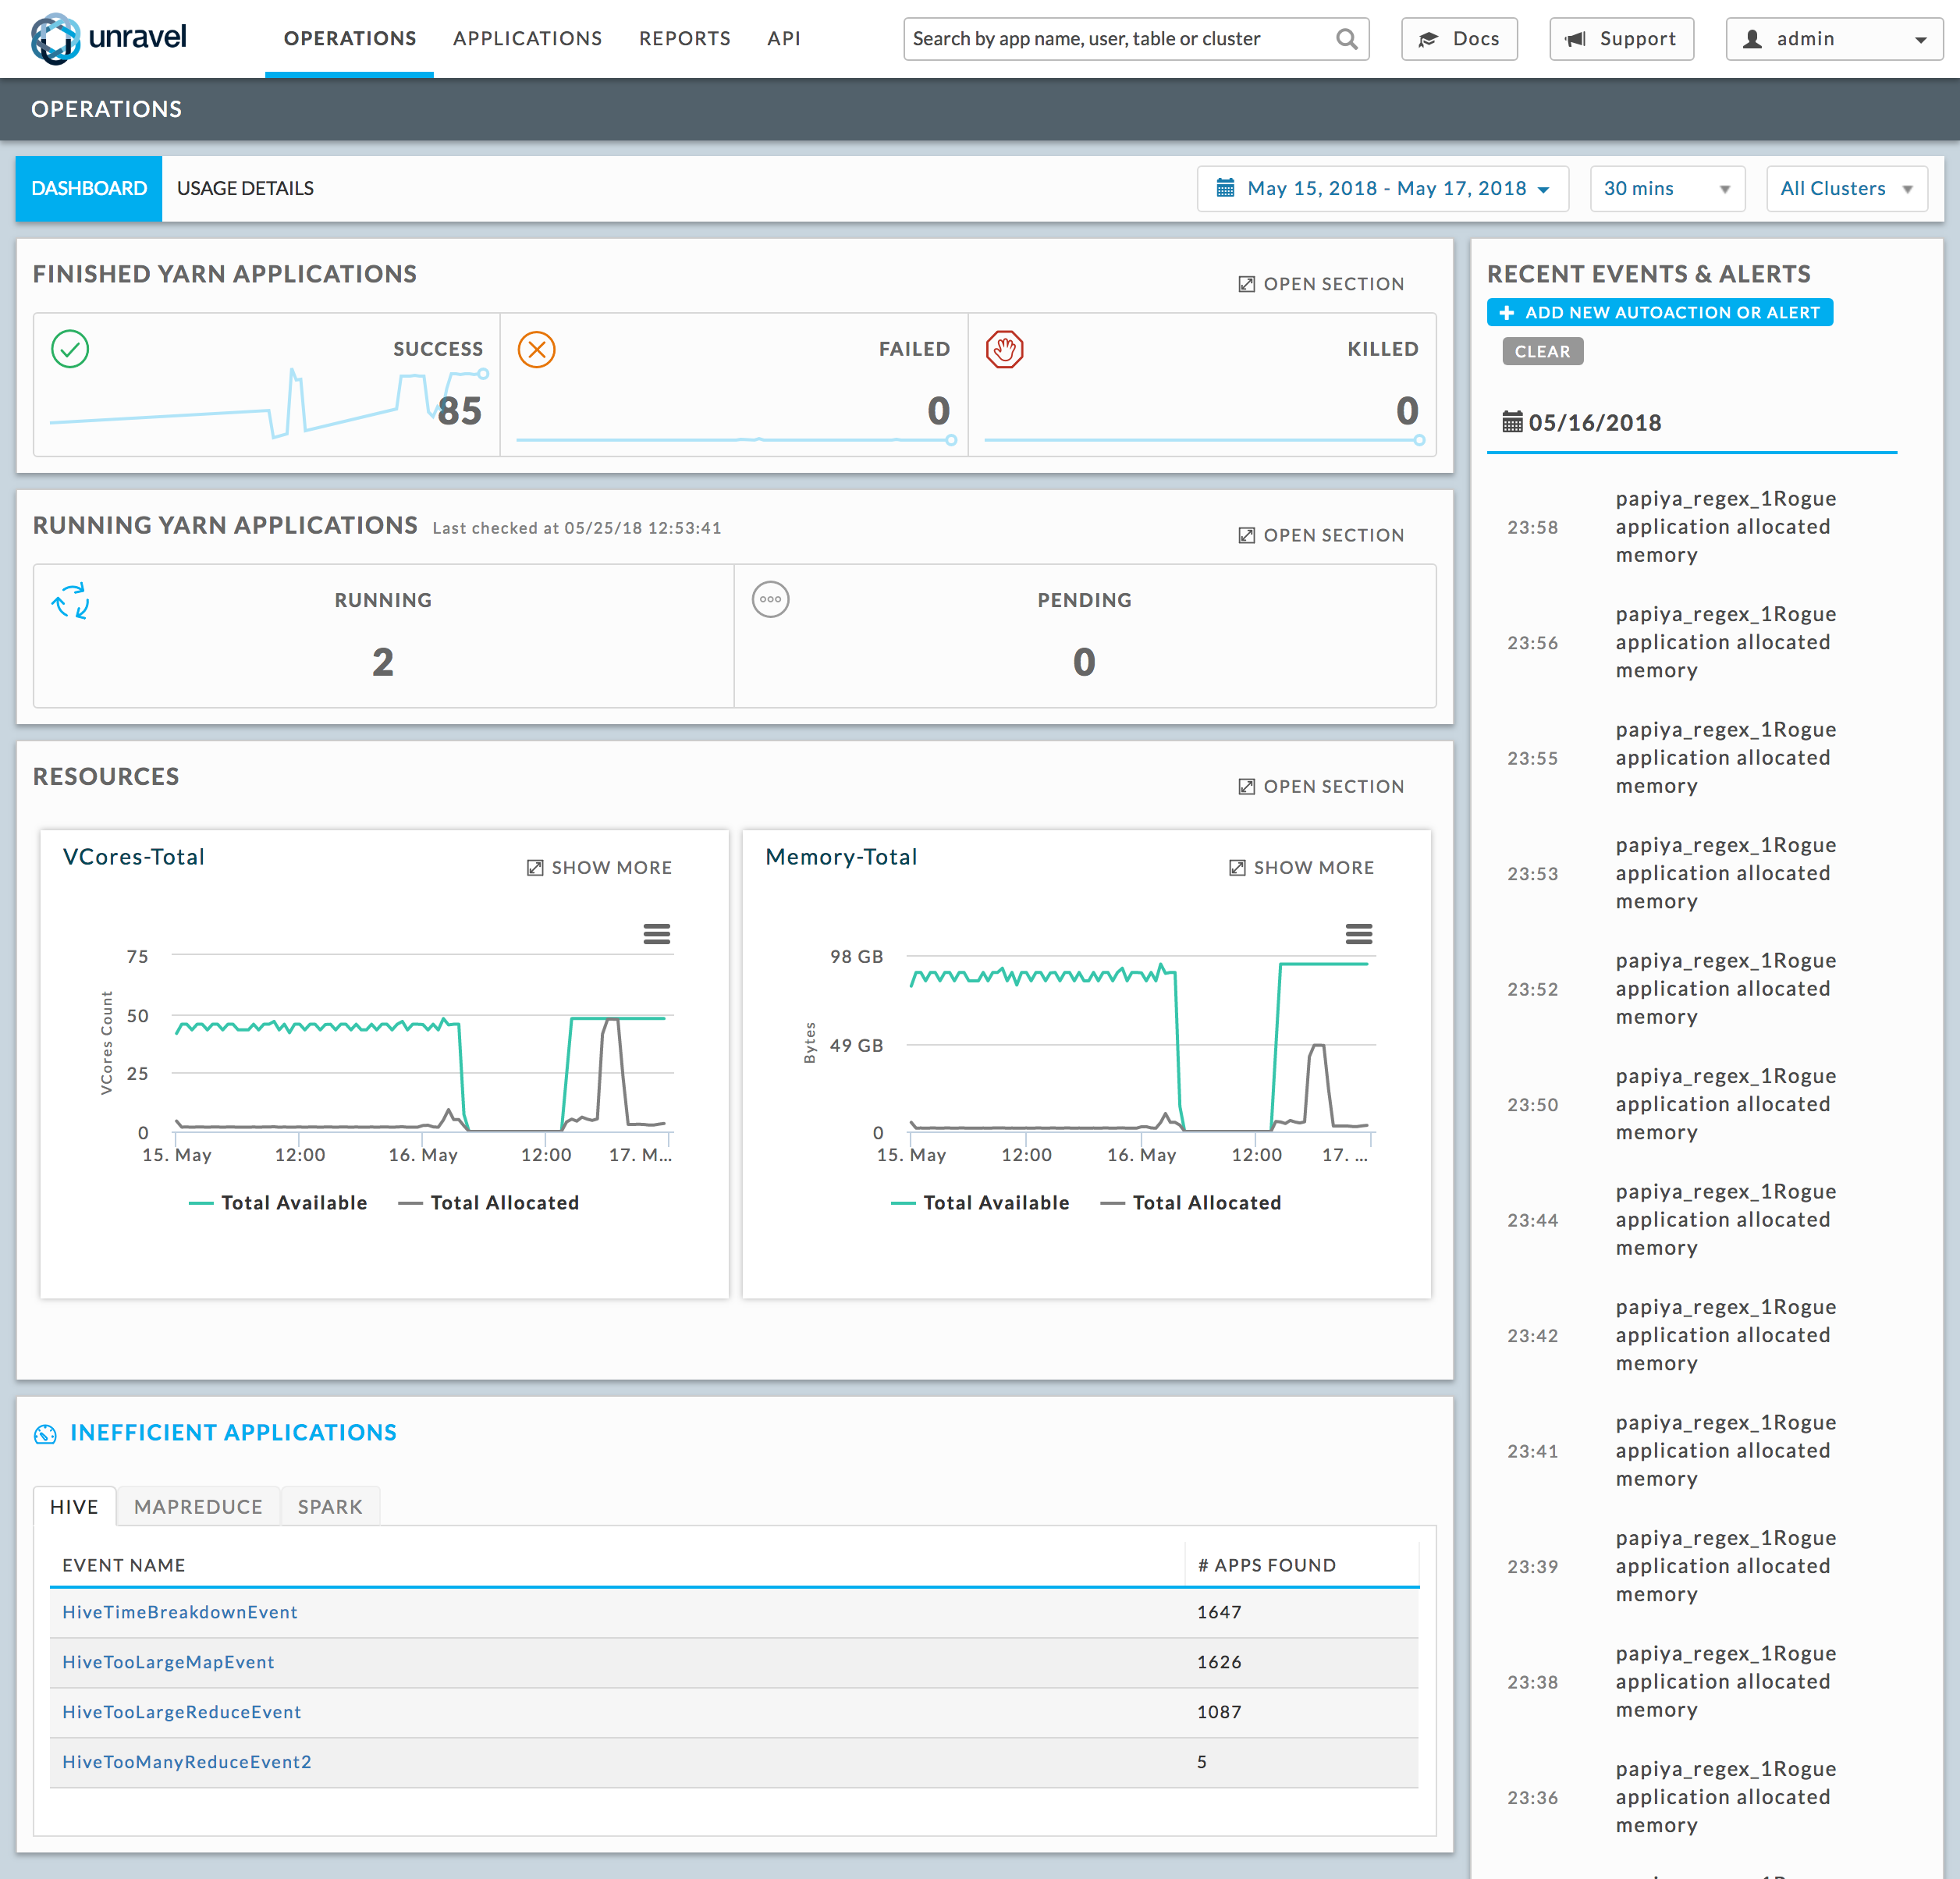 unravel
OPERATIONS APPLICATIONS REPORTS API
Search by app name, user, table or cluster
Docs
Support
admin
OPERATIONS
DASHBOARD USAGE DETAILS
May 15, 2018 - May 17, 2018
30 mins
All Clusters
FINISHED YARN APPLICATIONS
OPEN SECTION
SUCCESS
85
FAILED
0
KILLED
0
RUNNING YARN APPLICATIONS Last checked at 05/25/18 12:53:41
OPEN SECTION
RUNNING
2
PENDING
0
RESOURCES
OPEN SECTION
VCores-Total
SHOW MORE
VCores Count
75
50
25
0
15. May 12:00 16. May 12:00 17. M...
Total Available Total Allocated
Memory-Total
SHOW MORE
Bytes
98 GB
49 GB
0
15. May 12:00 16. May 12:00 17. ...
Total Available Total Allocated
INEFFICIENT APPLICATIONS
HIVE MAPREDUCE SPARK
EVENT NAME # APPS FOUND
HiveTimeBreakdownEvent 1647
HiveTooLargeMapEvent 1626
HiveTooLargeReduceEvent 1087
HiveTooManyReduceEvent2 5
RECENT EVENTS & ALERTS
ADD NEW AUTOACTION OR ALERT
CLEAR
05/16/2018
23:58
papiya_regex_1Rogue
application allocated
memory
23:56
papiya_regex_1Rogue
application allocated
memory
23:55
papiya_regex_1Rogue
application allocated
memory
23:53
papiya_regex_1Rogue
application allocated
memory
23:52
papiya_regex_1Rogue
application allocated
memory
23:50
papiya_regex_1Rogue
application allocated
memory
23:44
papiya_regex_1Rogue
application allocated
memory
23:42
papiya_regex_1Rogue
application allocated
memory
23:41
papiya_regex_1Rogue
application allocated
memory
23:39
papiya_regex_1Rogue
application allocated
memory
23:38
papiya_regex_1Rogue
application allocated
memory
23:36
papiya_regex_1Rogue
application allocated
memory